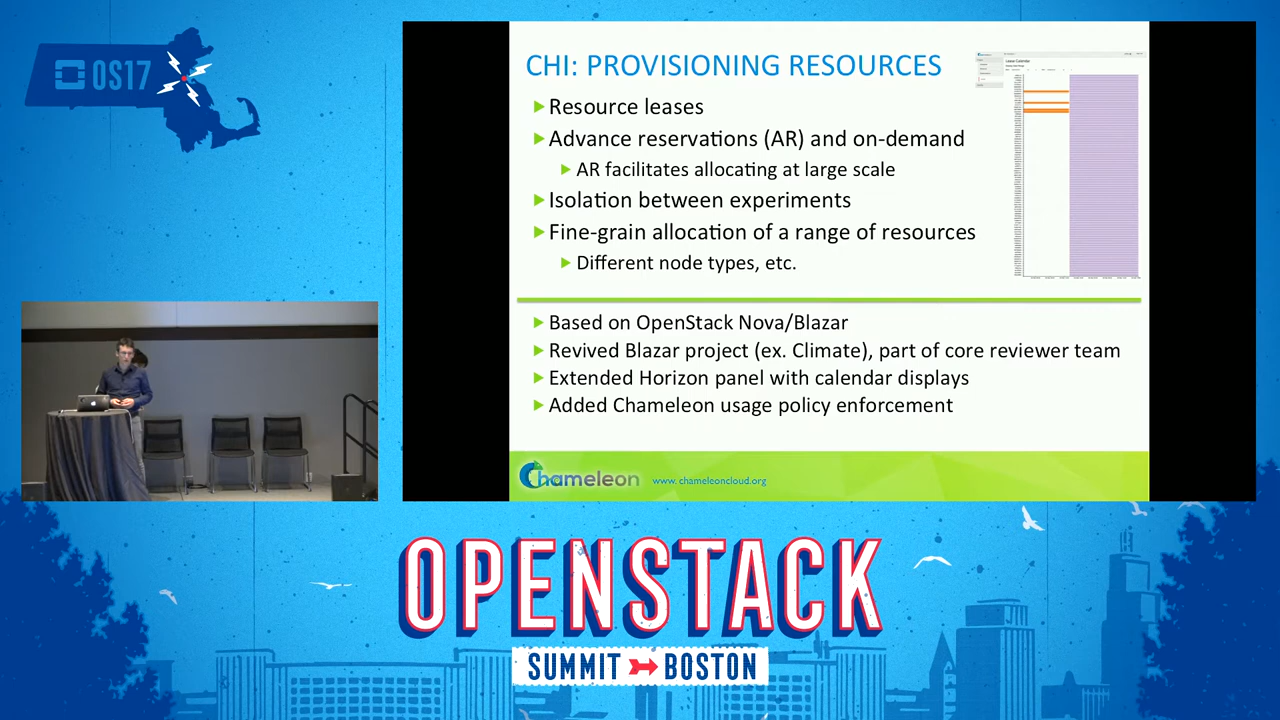 OS17
CHI: PROVISIONING RESOURCES
Resource leases
Advance reservations (AR) and on-demand
AR facilitates allocating at large scale
Isolation between experiments
Fine-grain allocation of a range of resources
Different node types, etc.
Based on OpenStack Nova/Blazar
Revived Blazar project (ex. Climate), part of core reviewer team
Extended Horizon panel with calendar displays
Added Chameleon usage policy enforcement
Chameleon www. chameleoncloud.org
OPENSTACK
SUMMIT BOSTON